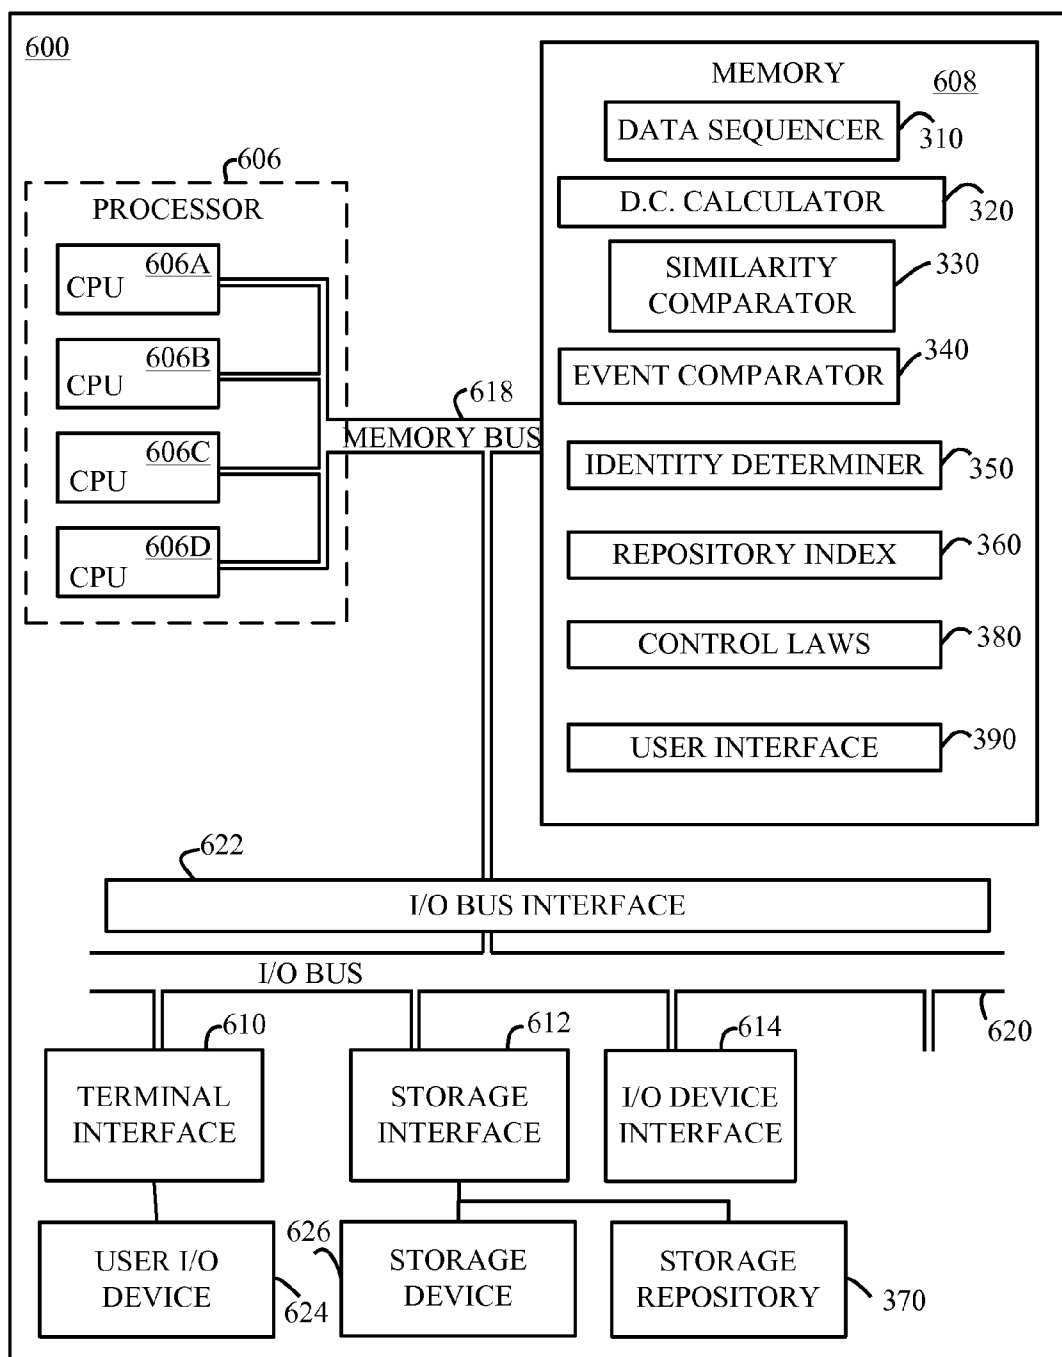 600
MEMORY
608
DATA SEQUENCER
310
D.C. CALCULATOR
320
SIMILARITY
COMPARATOR
330
EVENT COMPARATOR
340
IDENTITY DETERMINER
350
REPOSITORY INDEX
360
CONTROL LAWS
380
USER INTERFACE
390
606
PROCESSOR
606A
CPU
606B
CPU
606C
CPU
606D
CPU
618
MEMORY BUS
622
I/O BUS INTERFACE
I/O BUS
620
610
TERMINAL
INTERFACE
612
STORAGE
INTERFACE
614
I/O DEVICE
INTERFACE
USER I/O
DEVICE
624
626
STORAGE
DEVICE
STORAGE
REPOSITORY
370